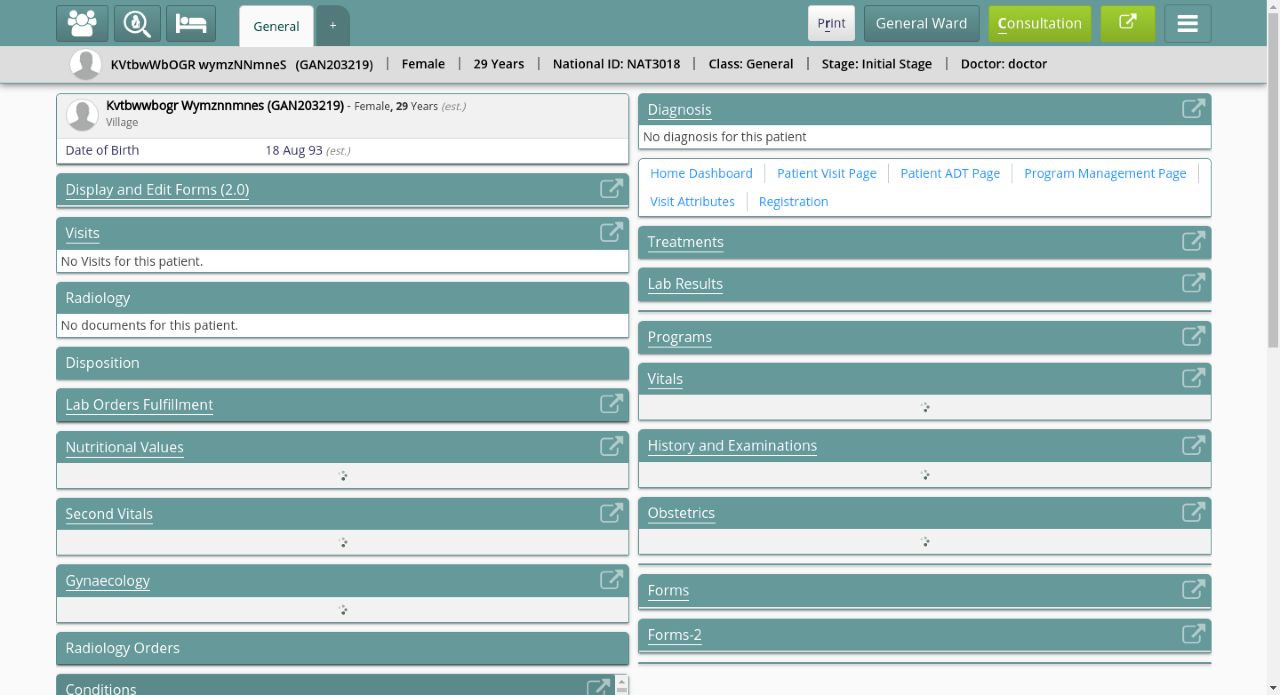 General
+
Print
General Ward
Consultation
KVtbwWbOGR wymzNNmneS (GAN203219) | Female | 29 Years | National ID: NAT3018 | Class: General | Stage: Initial Stage | Doctor: doctor
Kvtbwwbogr Wymznnmnes (GAN203219) - Female, 29 Years (est.)
Village
Date of Birth 18 Aug 93 (est.)
Display and Edit Forms (2.0)
Visits
No Visits for this patient.
Radiology
No documents for this patient.
Disposition
Lab Orders Fulfillment
Nutritional Values
Second Vitals
Gynaecology
Radiology Orders
Conditions
Diagnosis
No diagnosis for this patient
Home Dashboard | Patient Visit Page | Patient ADT Page | Program Management Page |
Visit Attributes | Registration
Treatments
Lab Results
Programs
Vitals
History and Examinations
Obstetrics
Forms
Forms-2